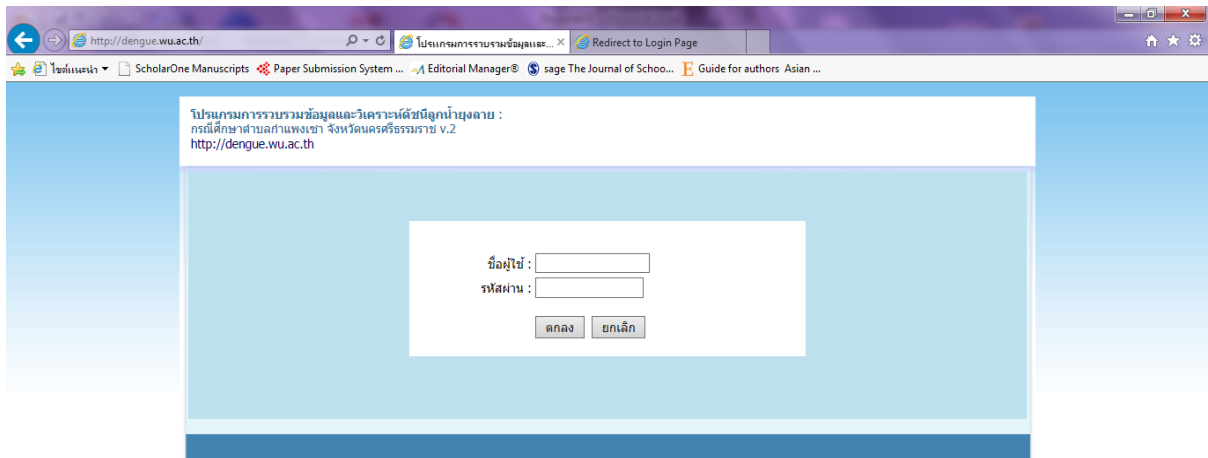 http://dengue.wu.ac.th/
โปรแกรมการรวบรวมข้อมูลและ...
Redirect to Login Page
ไซต์แนะนำ
ScholarOne Manuscripts
Paper Submission System ...
Editorial Manager®
sage The Journal of Schoo...
Guide for authors Asian ...
โปรแกรมการรวบรวมข้อมูลและวิเคราะห์ดัชนีลูกน้ำยุงลาย :
กรณีศึกษาตำบลกำแพงเซา จังหวัดนครศรีธรรมราช v.2
http://dengue.wu.ac.th
ชื่อผู้ใช้ :
รหัสผ่าน :
ตกลง ยกเลิก